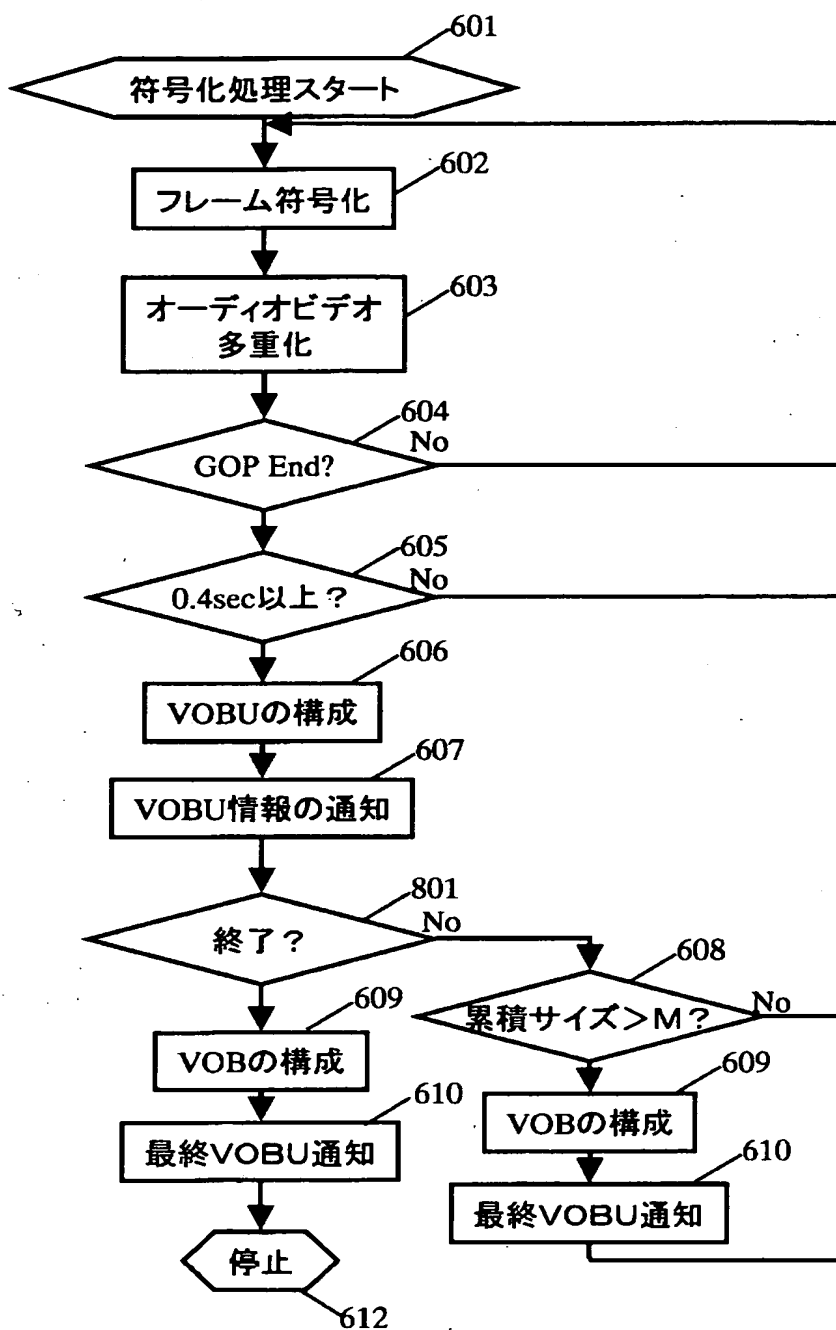 601
符号化処理スタート
602
フレーム符号化
603
オーディオビデオ
多重化
604
No
GOP End?
605
No
0.4sec以上？
606
VOBUの構成
607
VOBU情報の通知
801
No
終了？
608
No
累積サイズ＞M？
609
VOBの構成
609
VOBの構成
610
最終VOBU通知
610
最終VOBU通知
停止
612